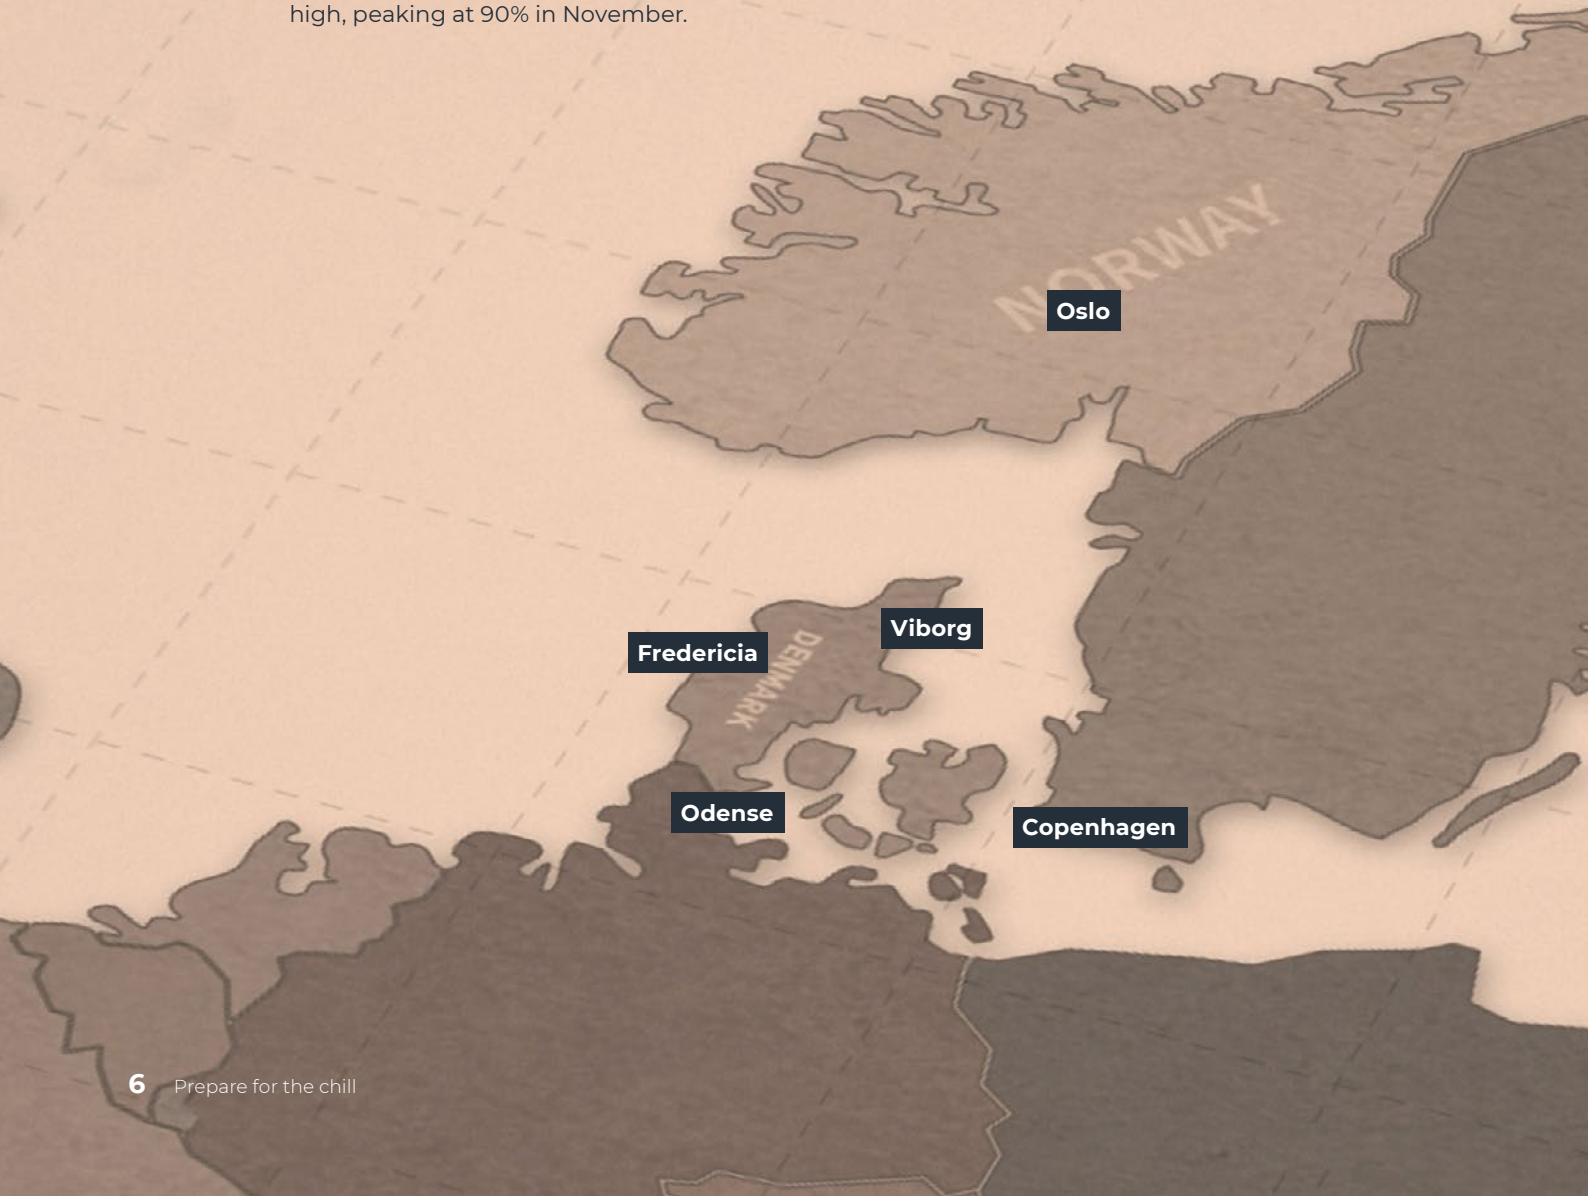 high, peaking at 90% in November.
NORWAY
Oslo
Viborg
Fredericia
DENMARK
Odense
Copenhagen
6 Prepare for the chill